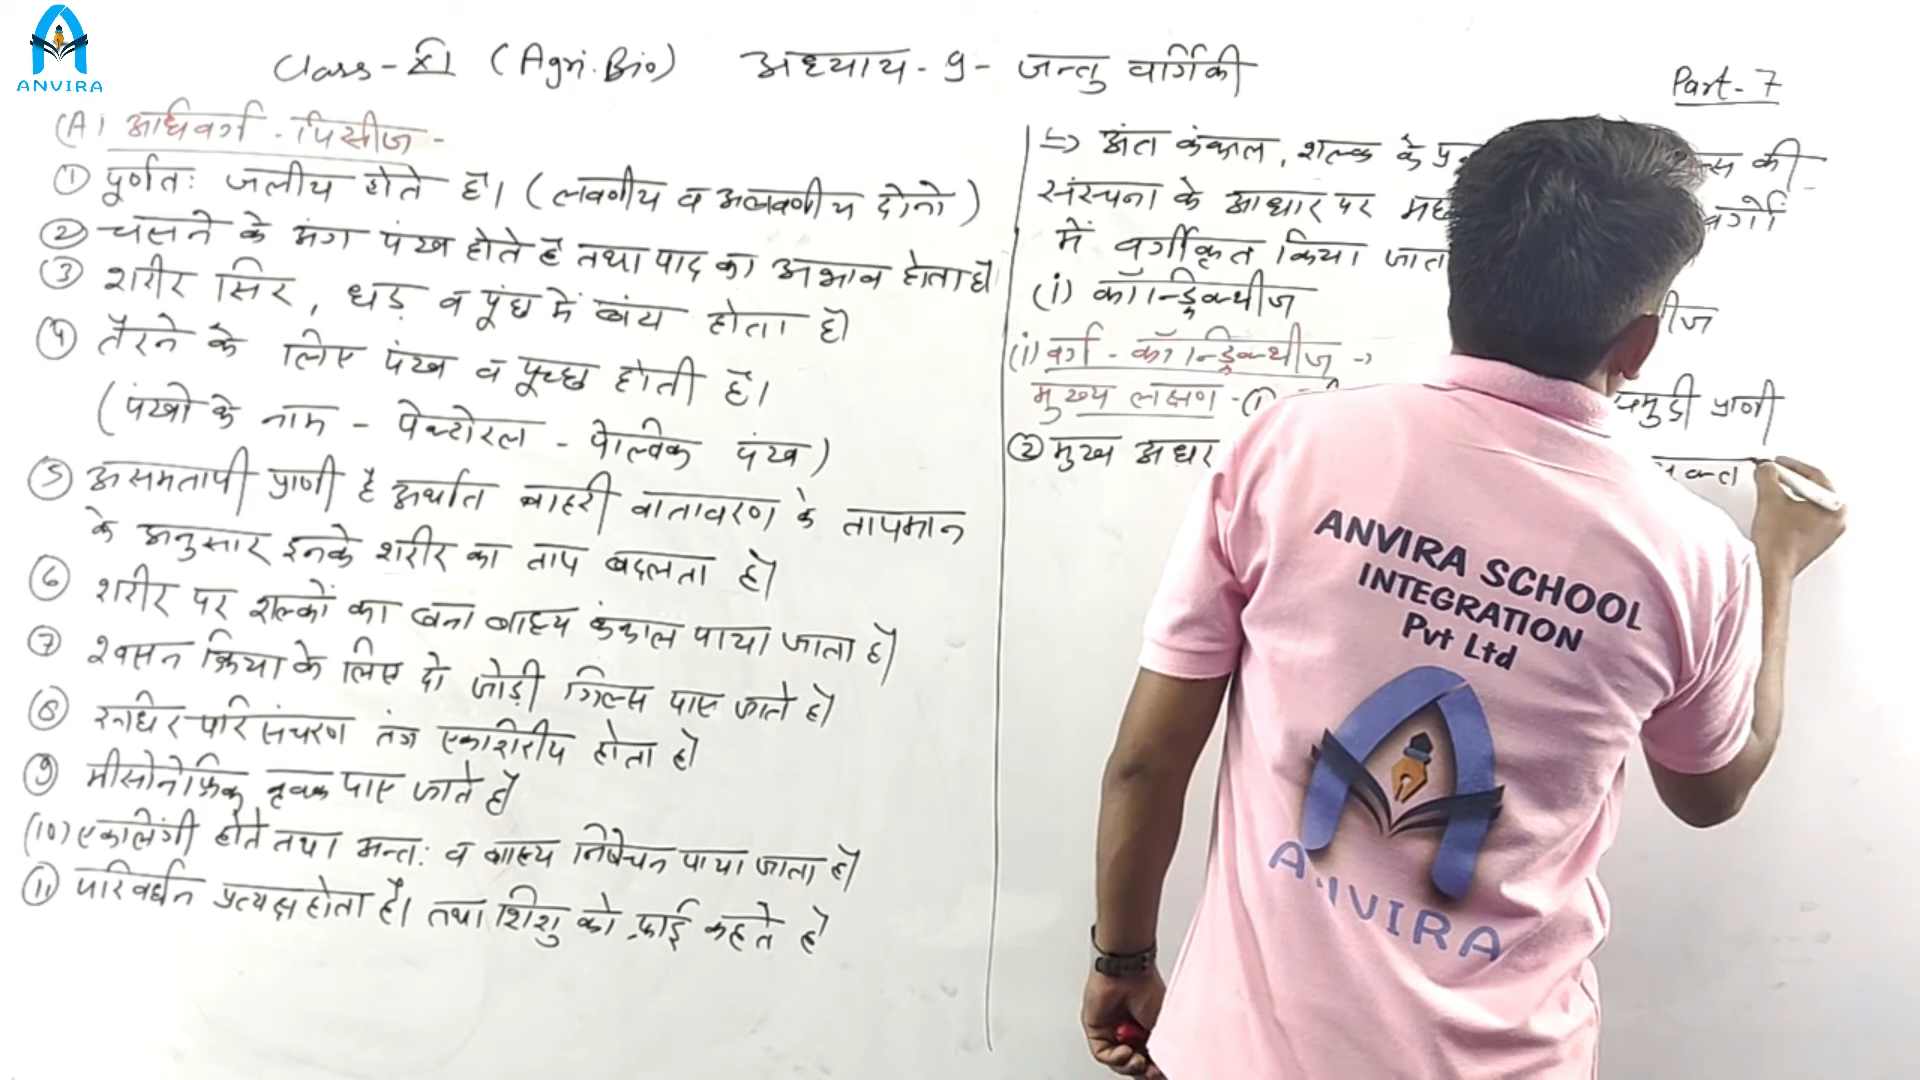 ANVIRA
Class-XI (Agri.Bio) अध्याय-9- जन्तु वर्गिकी
Part-7
(A) अधिवर्ग-पिसीज-
① पूर्णतः जलीय होते है। (लवणीय व अलवणीय दोनो)
② चलने के अंग पंख होते है तथा पाद का अभाव होता है
③ शरीर सिर, धड़ व पूंछ में बंटा होता है
④ तैरने के लिए पंख व पूच्छ होती है।
(पंखो के नाम - पेक्टोरल - पेल्विक पंख)
⑤ असमतापी प्राणी है अर्थात बाहरी वातावरण के तापमान
के अनुसार इनके शरीर का ताप बदलता है
⑥ शरीर पर शल्कों का बना बाह्य कंकाल पाया जाता है
⑦ श्वसन क्रिया के लिए दो जोड़ी गिल्स पाए जाते है
⑧ रूधिर परिसंचरण तंत्र एकशिरीय होता है
⑨ मीसोनेफ्रिक वृक्क पाए जाते है
(10) एकलिंगी होते तथा अन्तः व बाह्य निषेचन पाया जाता है
⑪ परिवर्धन प्रत्यक्ष होता है। तथा शिशु को फ्राई कहते है
=> अंतः कंकाल, शल्क के प्र की
संरचना के आधार पर वर्गो
में वर्गीकृत किया जात
(i) कॉन्ड्रिक्थीज
(i) वर्ग - कॉन्ड्रिक्थीज ->
मुख्य लक्षण - ① प्राणी
② मुख अधर
ANVIRA SCHOOL
INTEGRATION
Pvt Ltd
ANVIRA